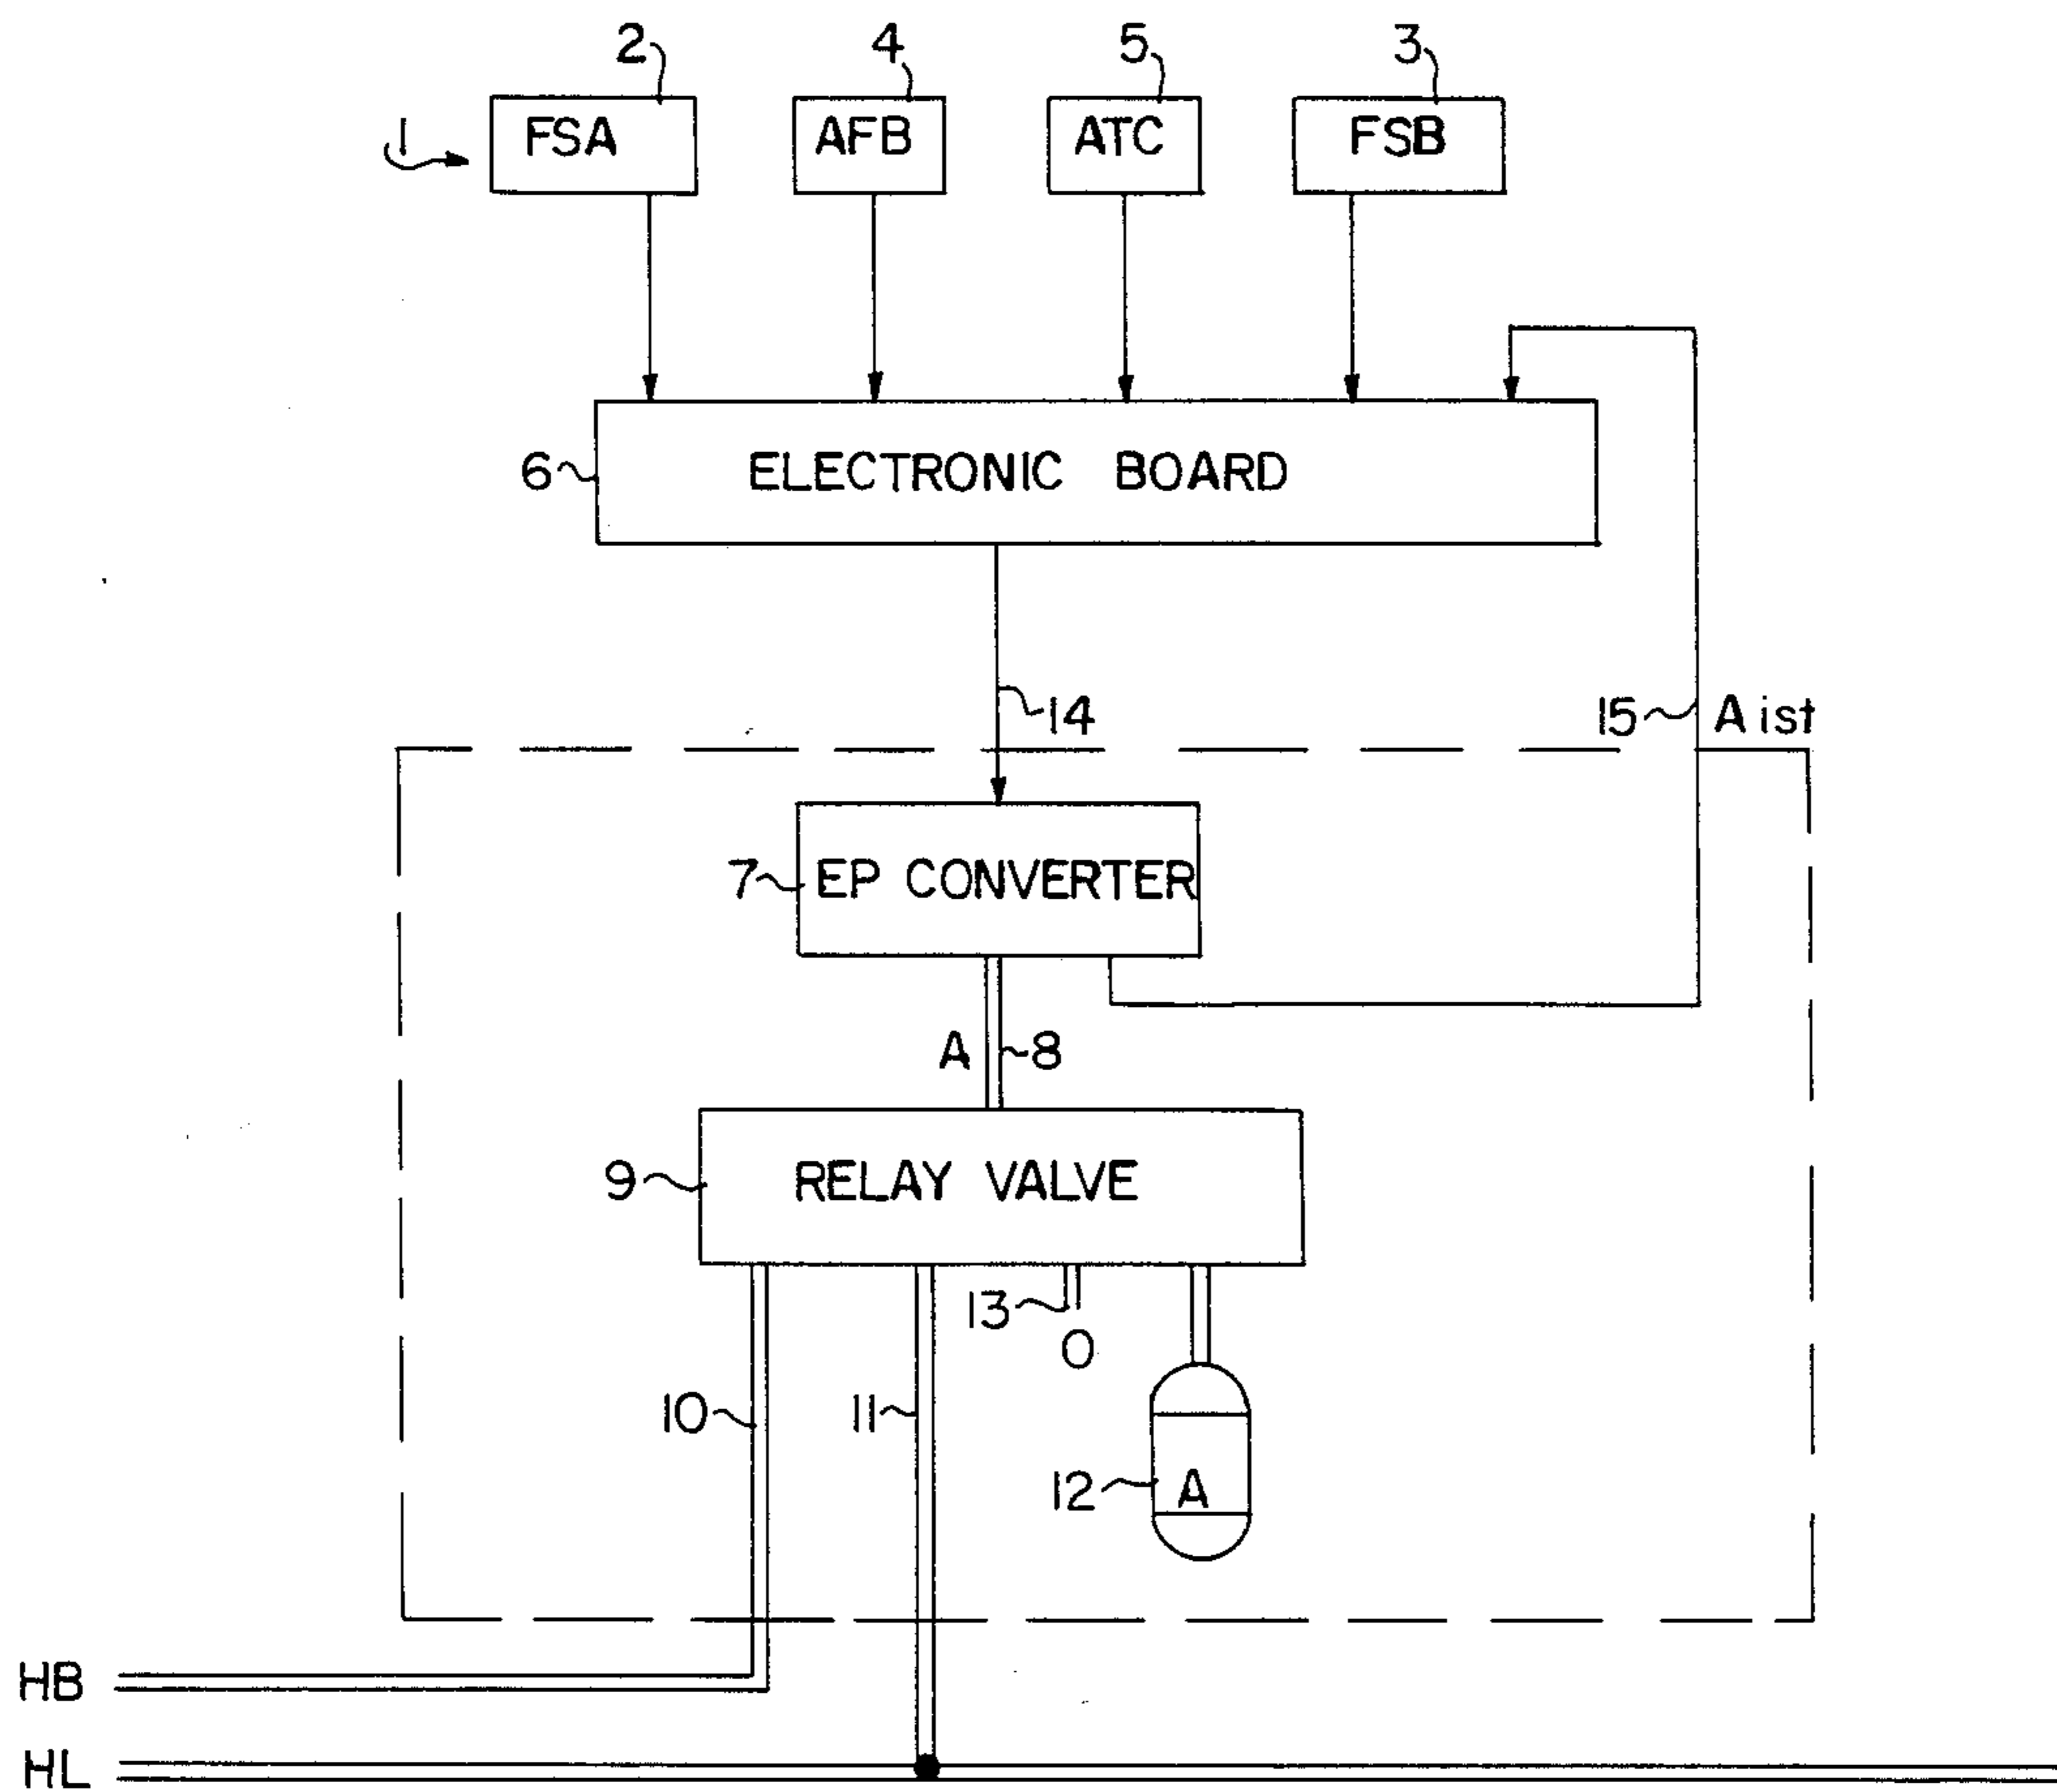 2 4 5 3
1 FSA AFB ATC FSB
6 ELECTRONIC BOARD
14 15 A ist
7 EP CONVERTER
A 8
9 RELAY VALVE
13
O
10 11
12 A
HB
HL